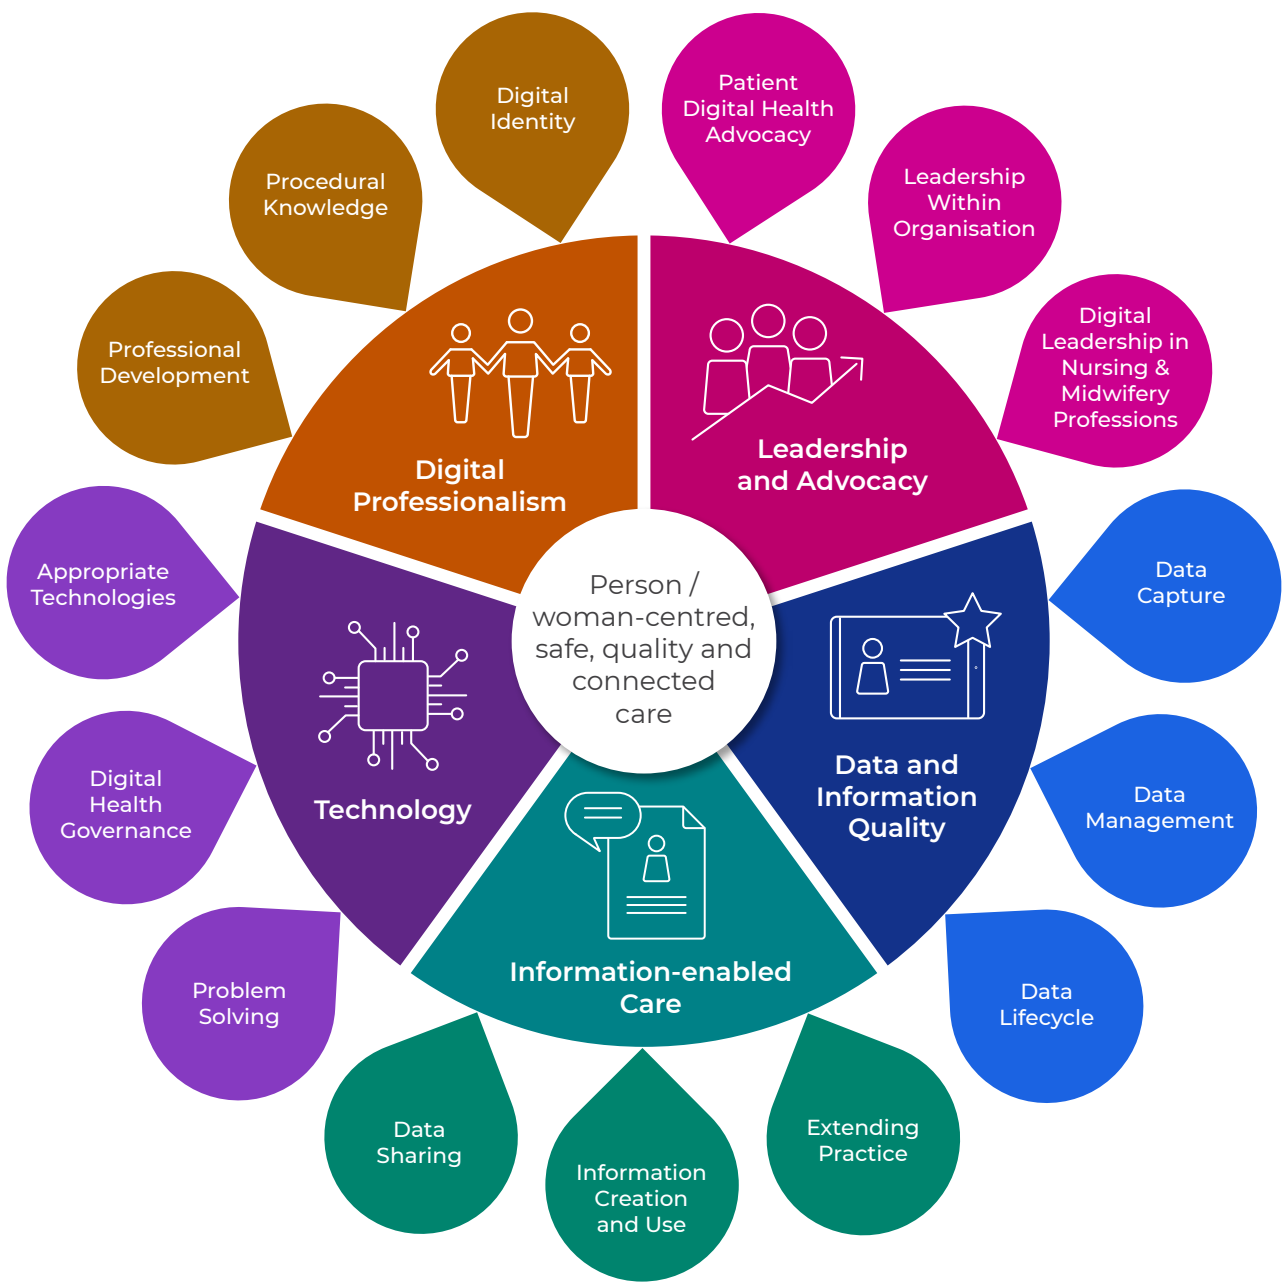 Digital
Identity
Patient
Digital Health
Advocacy
Procedural
Knowledge
Leadership
Within
Organisation
Professional
Development
Digital
Leadership in
Nursing &
Midwifery
Professions
Digital
Professionalism
Leadership
and Advocacy
Appropriate
Technologies
Person /
woman-centred,
safe, quality and
connected
care
Data
Capture
Digital
Health
Governance
Technology
Data and
Information
Quality
Data
Management
Problem
Solving
Information-enabled
Care
Data
Lifecycle
Data
Sharing
Information
Creation
and Use
Extending
Practice